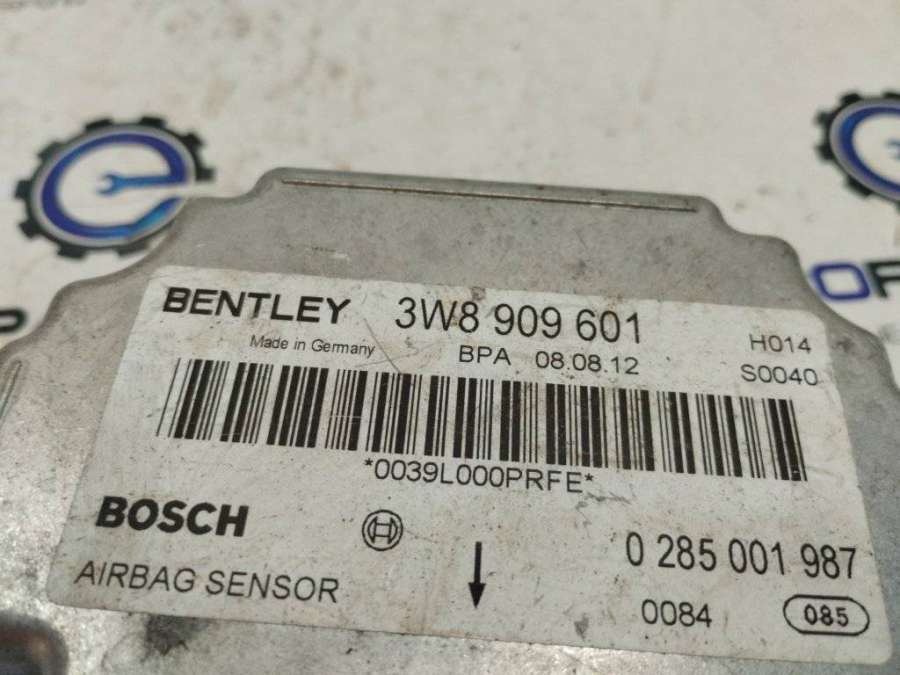 BENTLEY 3W8 909 601
Made in Germany BPA 08.08.12 H014
S0040
*0039L000PRFE*
BOSCH 0 285 001 987
AIRBAG SENSOR 0084 085